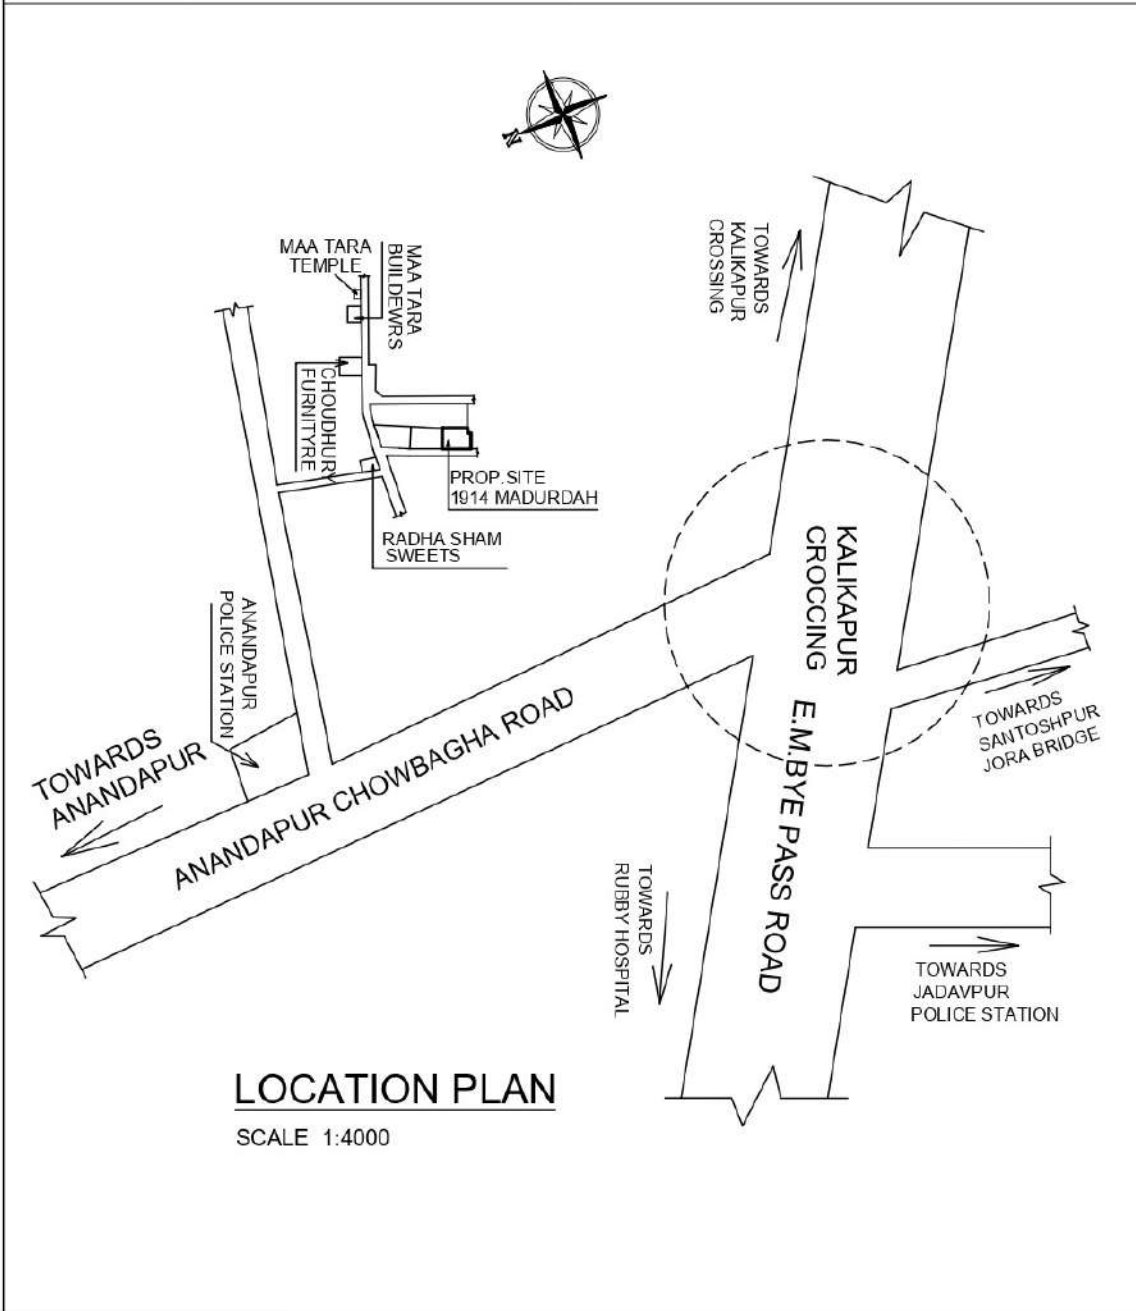 N
MAA TARA
TEMPLE
MAA TARA
BUILDEWRS
CHOUDHURY
FURNITYRE
PROP.SITE
1914 MADURDAH
RADHA SHAM
SWEETS
TOWARDS
KALIKAPUR
CROSSING
KALIKAPUR
CROCCING
E.M.BYE PASS ROAD
ANANDAPUR
POLICE STATION
TOWARDS
ANANDAPUR
ANANDAPUR CHOWBAGHA ROAD
TOWARDS
SANTOSHPUR
JORA BRIDGE
TOWARDS
RUBBY HOSPITAL
TOWARDS
JADAVPUR
POLICE STATION
LOCATION PLAN
SCALE 1:4000